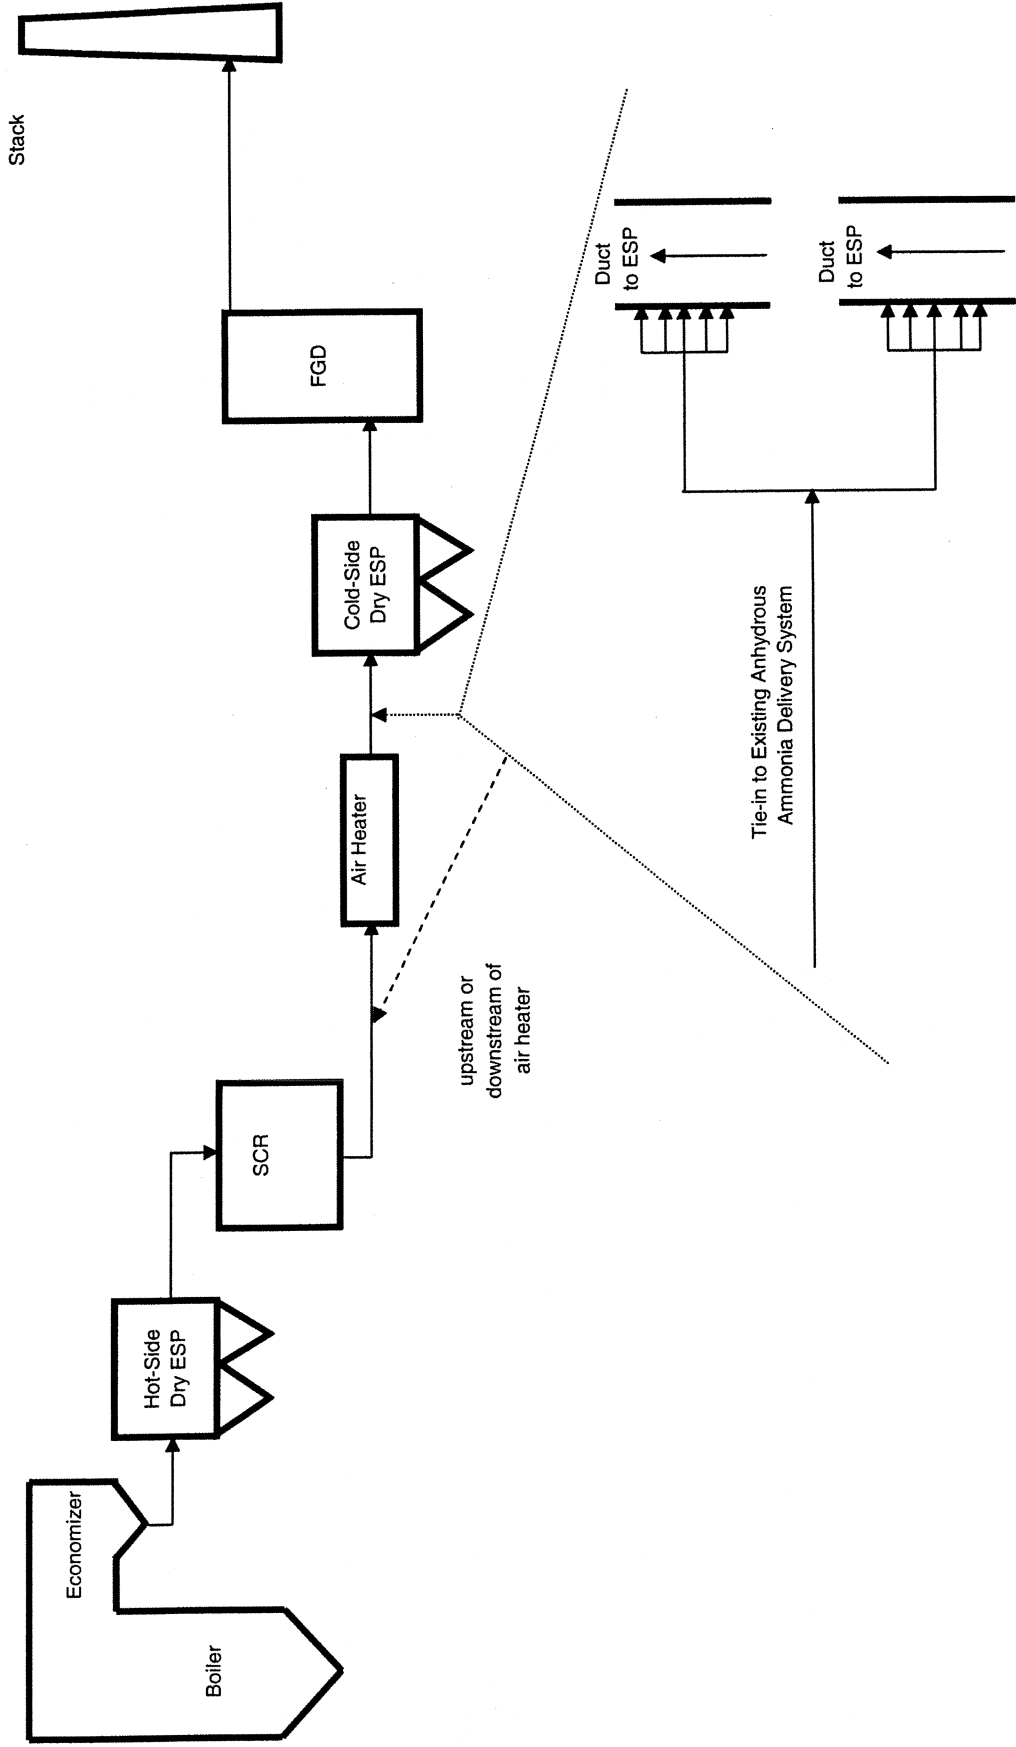 Economizer
Boiler
Hot-Side
Dry ESP
SCR
upstream or
downstream of
air heater
Air Heater
Cold-Side
Dry ESP
FGD
Stack
Tie-in to Existing Anhydrous
Ammonia Delivery System
Duct
to ESP
Duct
to ESP